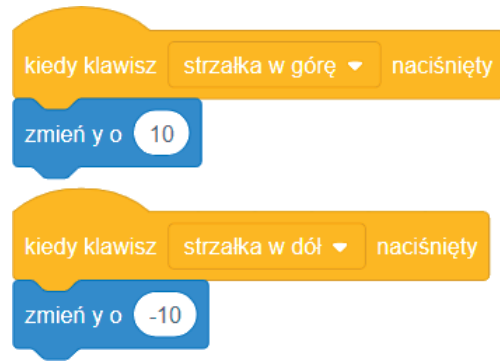 kiedy klawisz strzałka w górę naciśnięty
zmień y o 10
kiedy klawisz strzałka w dół naciśnięty
zmień y o -10